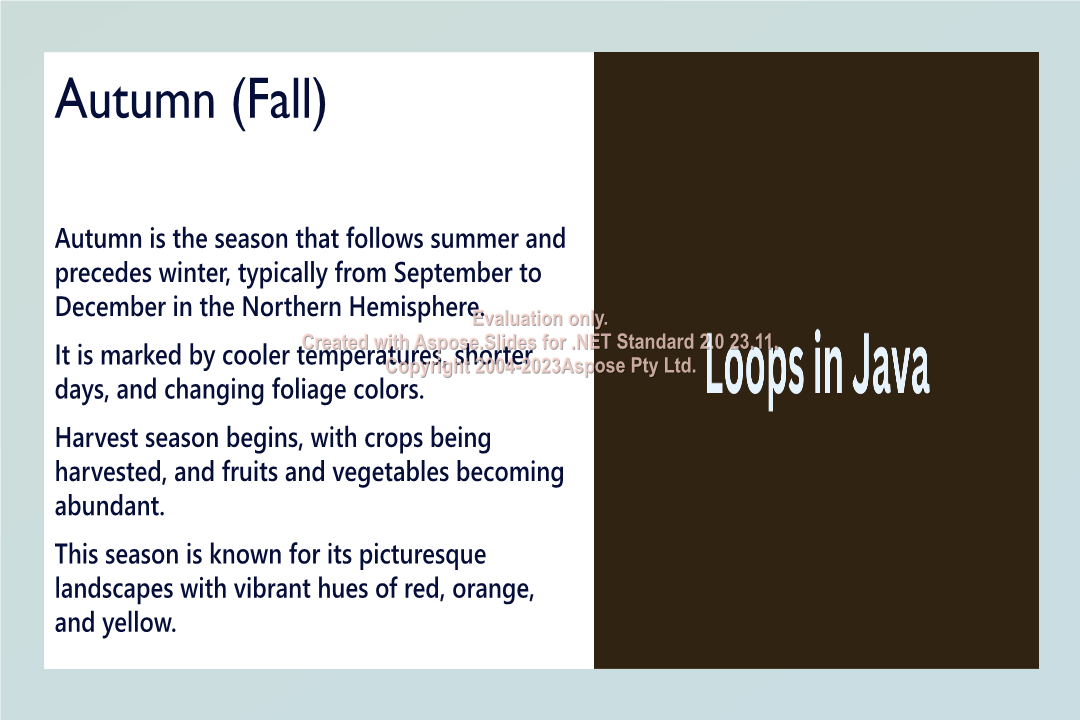 Autumn (Fall)
Autumn is the season that follows summer and
precedes winter, typically from September to
December in the Northern Hemisphere.
It is marked by cooler temperatures, shorter
days, and changing foliage colors.
Harvest season begins, with crops being
harvested, and fruits and vegetables becoming
abundant.
This season is known for its picturesque
landscapes with vibrant hues of red, orange,
and yellow.
Loops in Java
Evaluation only.
Created with Aspose.Slides for .NET Standard 2.0 23.11.
Copyright 2004-2023Aspose Pty Ltd.